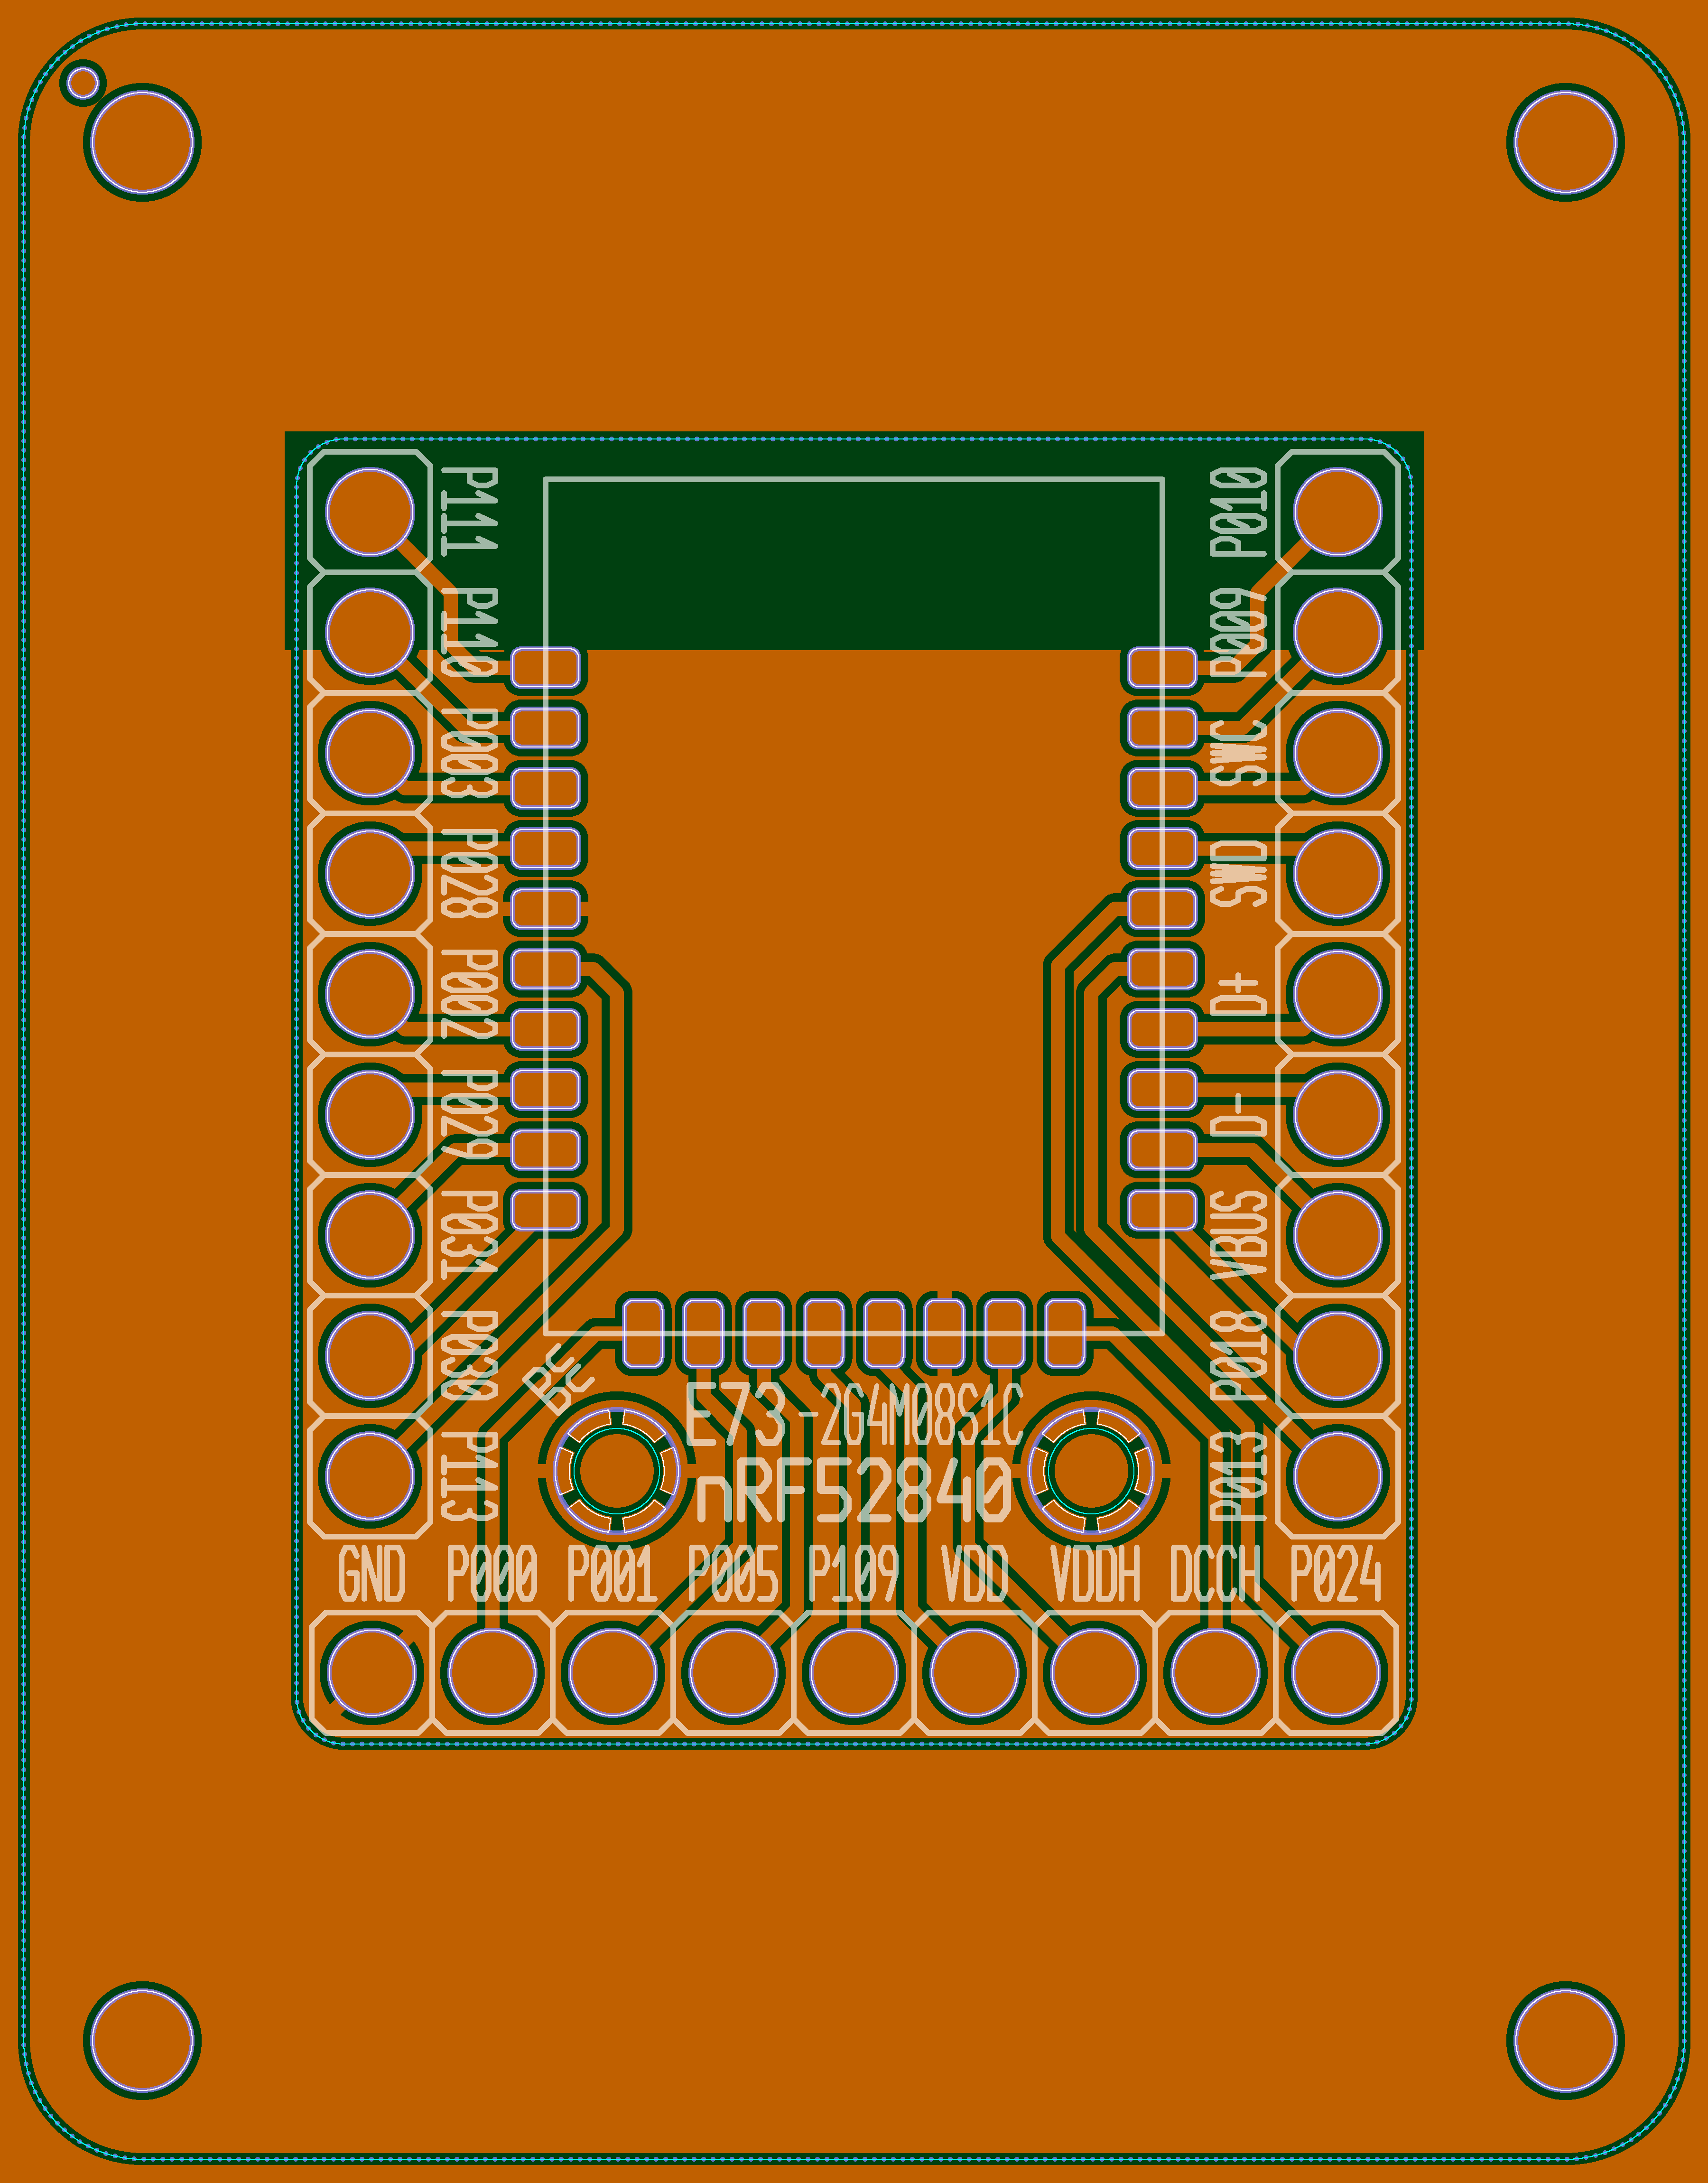 P111
P110
P003
P028
P002
P029
P031
P030
P113
P010
P009
SWC
SWD
D+
D-
VBUS
P018
P013
BC
E73-2G4M08S1C
nRF52840
GND P000 P001 P005 P109 VDD VDDH DCCH P024